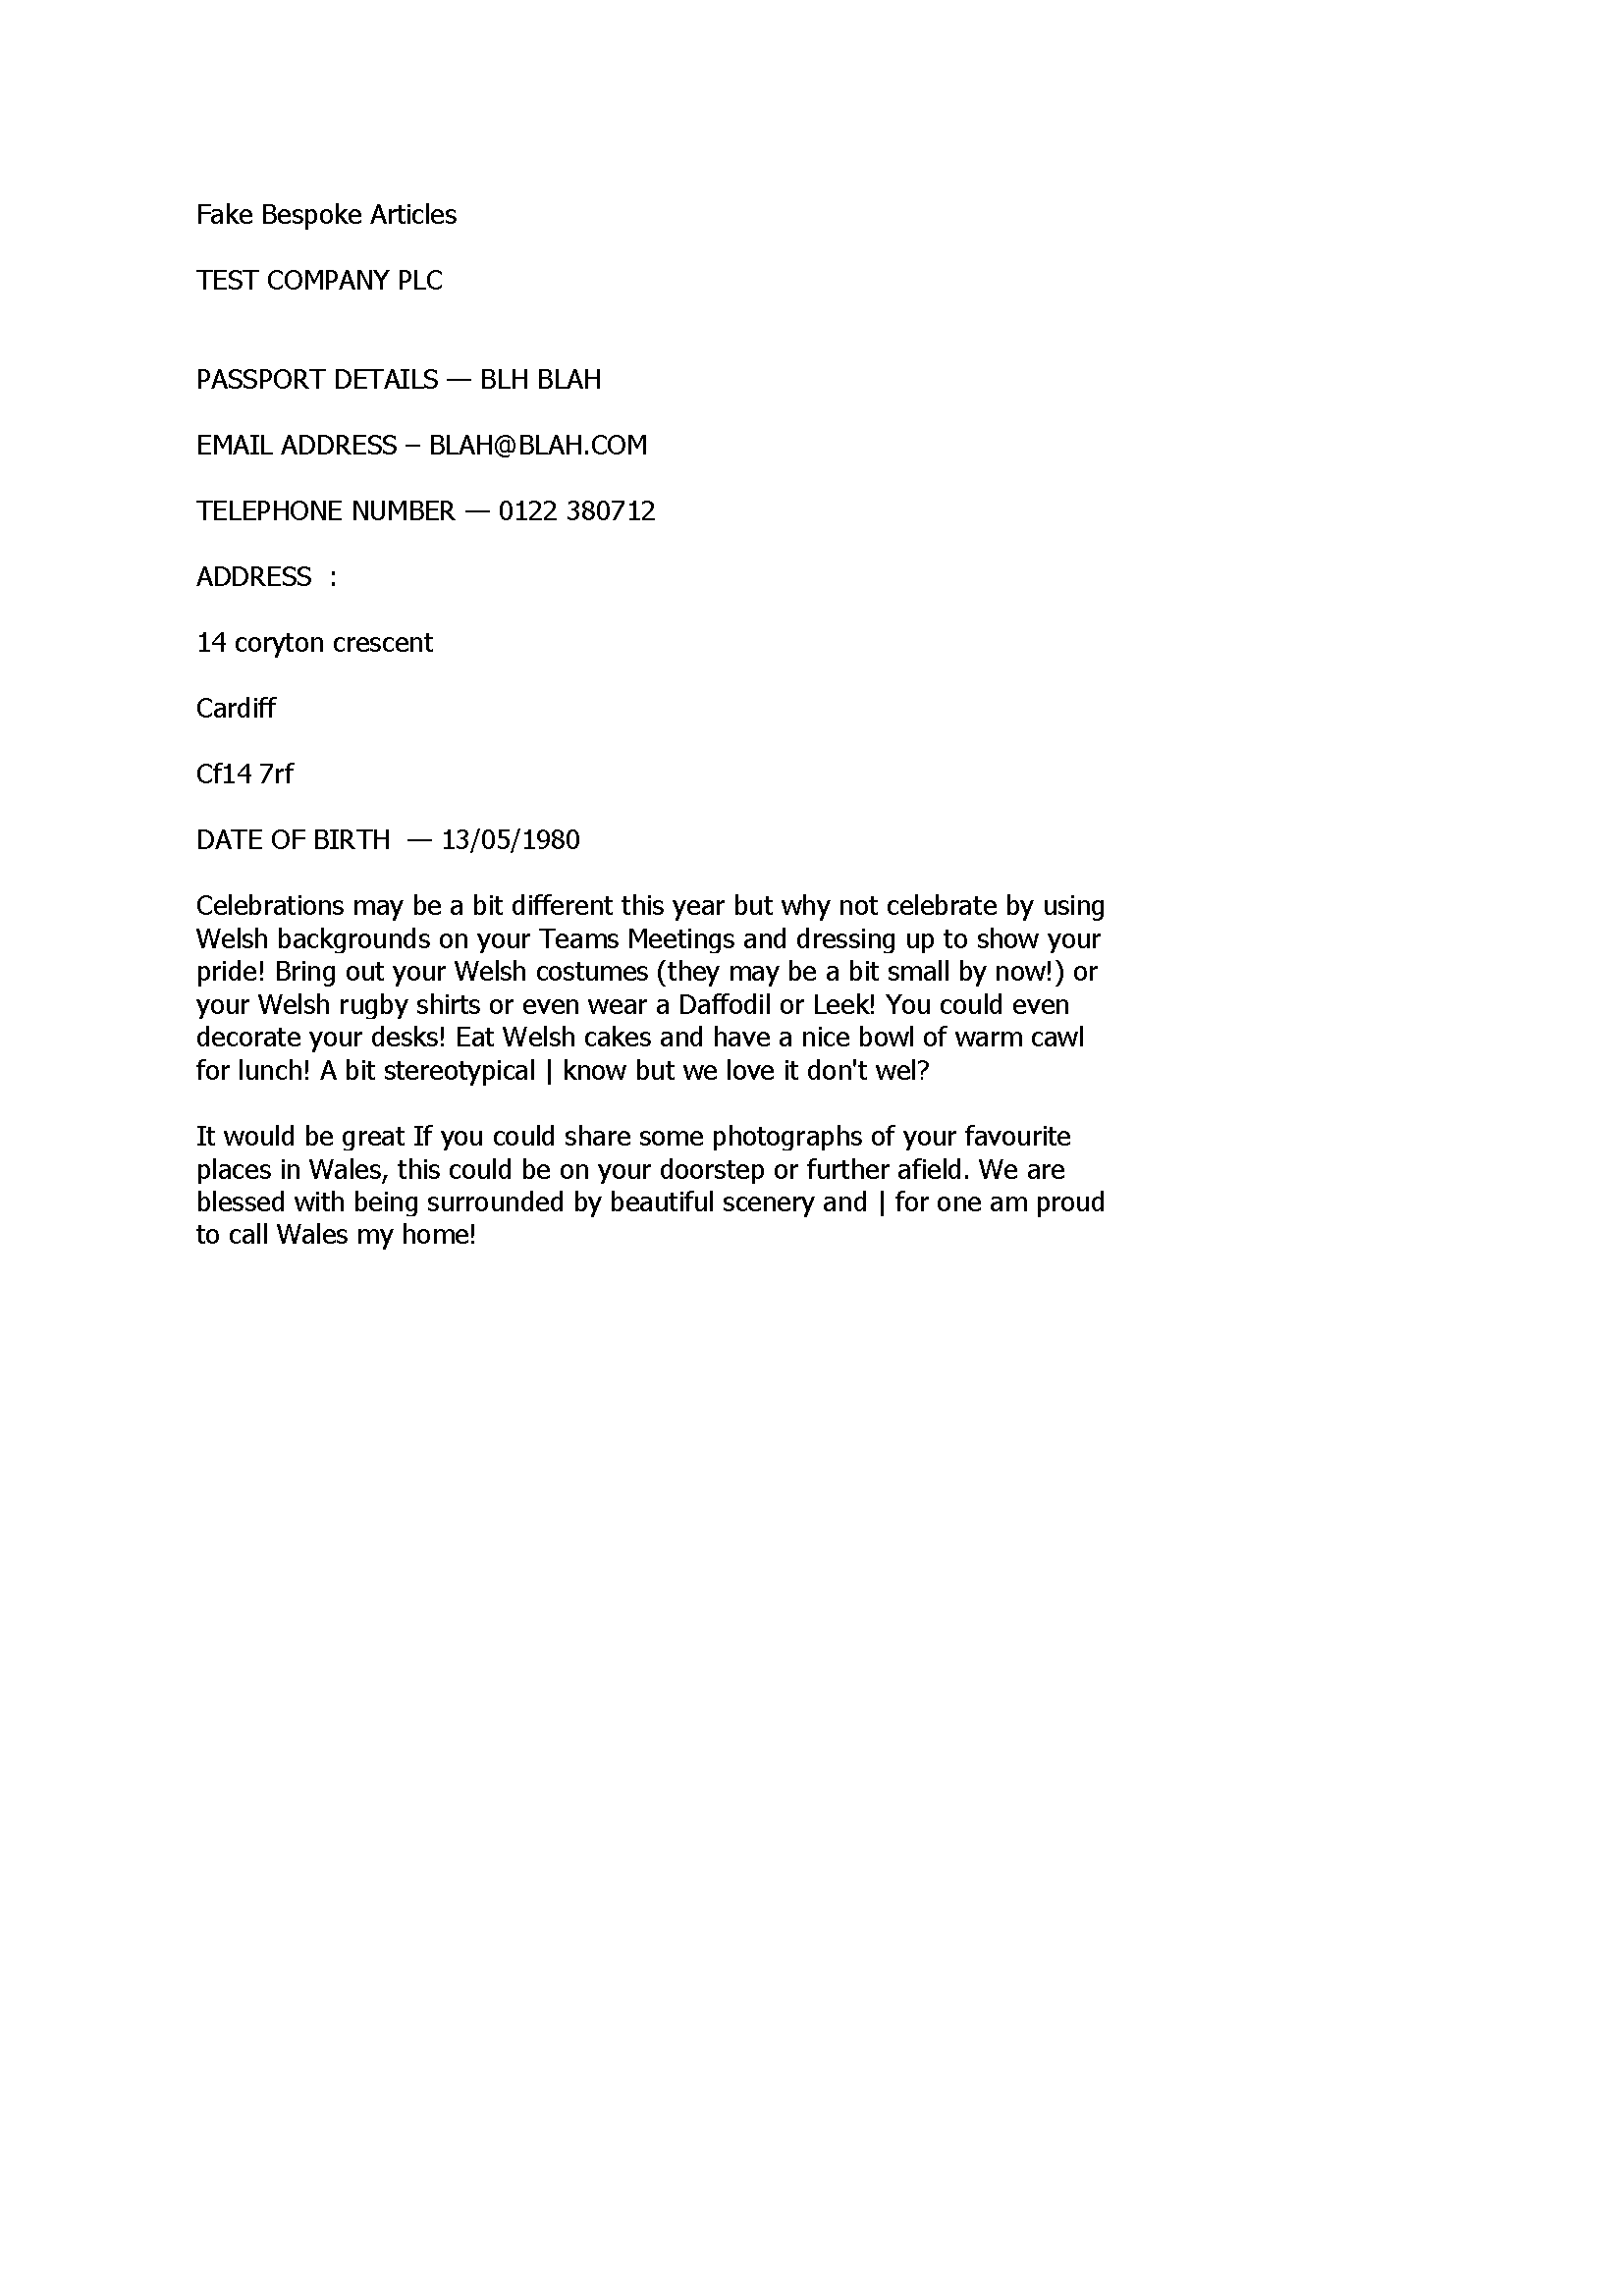 Fake Bespoke Articles
TEST COMPANY PLC
PASSPORT DETAILS — BLH BLAH
EMAIL ADDRESS – BLAH@BLAH.COM
TELEPHONE NUMBER — 0122 380712
ADDRESS  :
14 coryton crescent
Cardiff
Cf14 7rf
DATE OF BIRTH  — 13/05/1980
Celebrations may be a bit different this year but why not celebrate by using
Welsh backgrounds on your Teams Meetings and dressing up to show your
pride! Bring out your Welsh costumes (they may be a bit small by now!) or
your Welsh rugby shirts or even wear a Daffodil or Leek! You could even
decorate your desks! Eat Welsh cakes and have a nice bowl of warm cawl
for lunch! A bit stereotypical | know but we love it don't wel?
It would be great If you could share some photographs of your favourite
places in Wales, this could be on your doorstep or further afield. We are
blessed with being surrounded by beautiful scenery and | for one am proud
to call Wales my home!